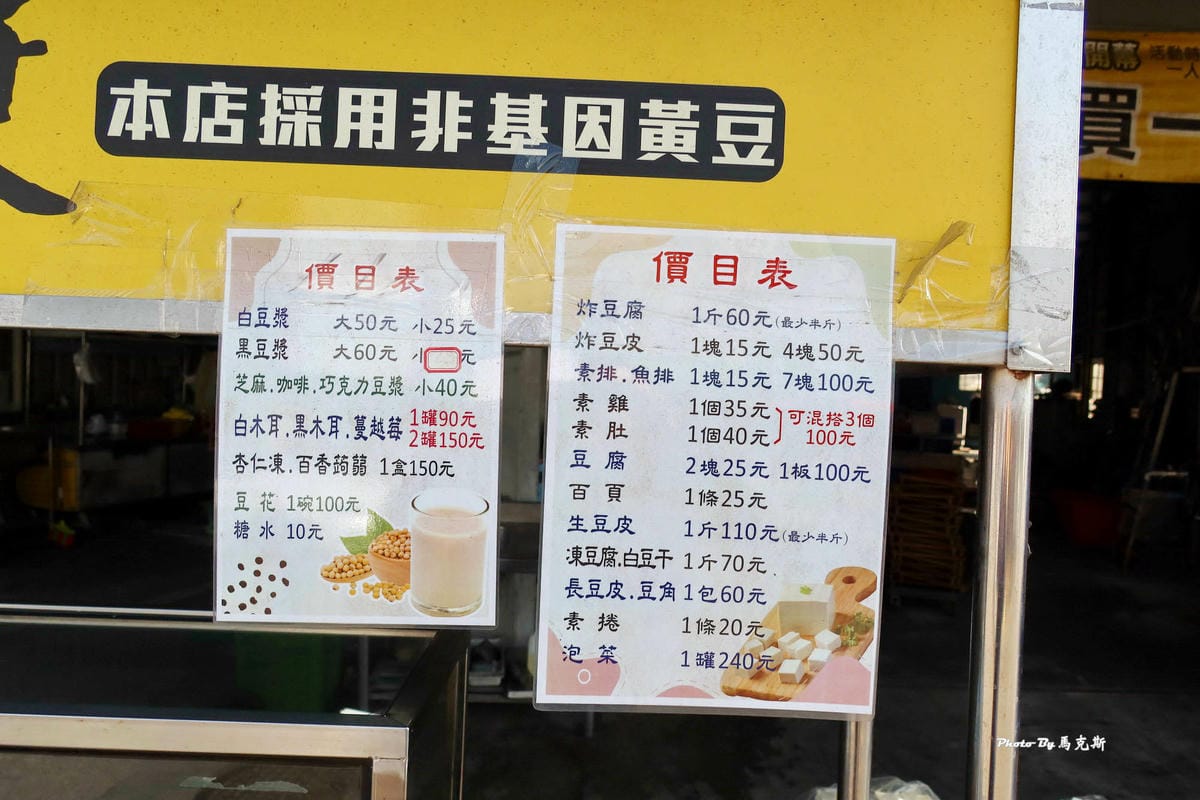 本店採用非基因黃豆
開幕
活動
一人
買一
價目表
白豆漿 大50元 小25元
黑豆漿 大60元 小 元
芝麻.咖啡.巧克力豆漿 小40元
白木耳.黑木耳.蔓越莓 1罐90元
2罐150元
杏仁凍.百香蒟蒻 1盒150元
豆花 1碗100元
糖水 10元
價目表
炸豆腐 1斤60元(最少半斤)
炸豆皮 1塊15元 4塊50元
素排.魚排 1塊15元 7塊100元
素雞 1個35元
素肚 1個40元
可混搭3個
100元
豆腐 2塊25元 1板100元
百頁 1條25元
生豆皮 1斤110元(最少半斤)
凍豆腐.白豆干 1斤70元
長豆皮.豆角 1包60元
素捲 1條20元
泡菜 1罐240元
Photo By 馬克斯